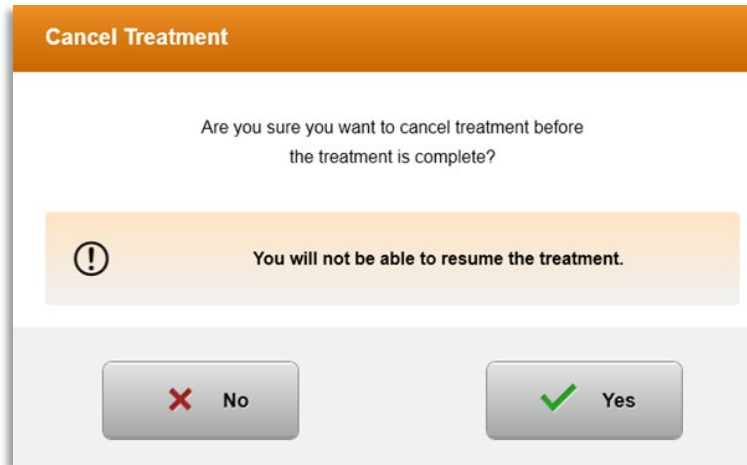 Cancel Treatment
Are you sure you want to cancel treatment before
the treatment is complete?
You will not be able to resume the treatment.
No
Yes